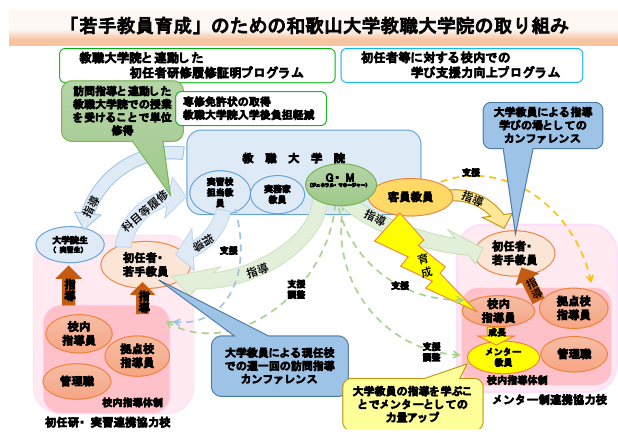 「若手教員育成」のための和歌山大学教職大学院の取り組み
教職大学院と連動した
初任者研修履修証明プログラム
初任者等に対する校内での
学び支援力向上プログラム
訪問指導と連動した
教職大学院での授業
を受けることで単位
修得
専修免許状の取得
教職大学院入学後負担軽減
大学教員による指導
学びの場としての
カンファレンス
教職大学院
G・M
(ジェネラル・マネージャー)
実習校
担当教
員
実務家
教員
客員教員
支援
指導
指導
科目等履修
指導
支援
指導
指導
大学院生
(実習生)
初任者・
若手教員
初任者・
若手教員
育成
指導
指導
支援
調整
支援
指導
校内
指導員
拠点校
指導員
管理職
校内指導体制
初任研・実習連携協力校
大学教員による現任校
での週一回の訪問指導
カンファレンス
支援
調整
校内
指導員
拠点校
指導員
成長
メンター
教員
管理職
校内指導体制
メンター制連携協力校
大学教員の指導を学ぶこ
とでメンターとしての
力量アップ